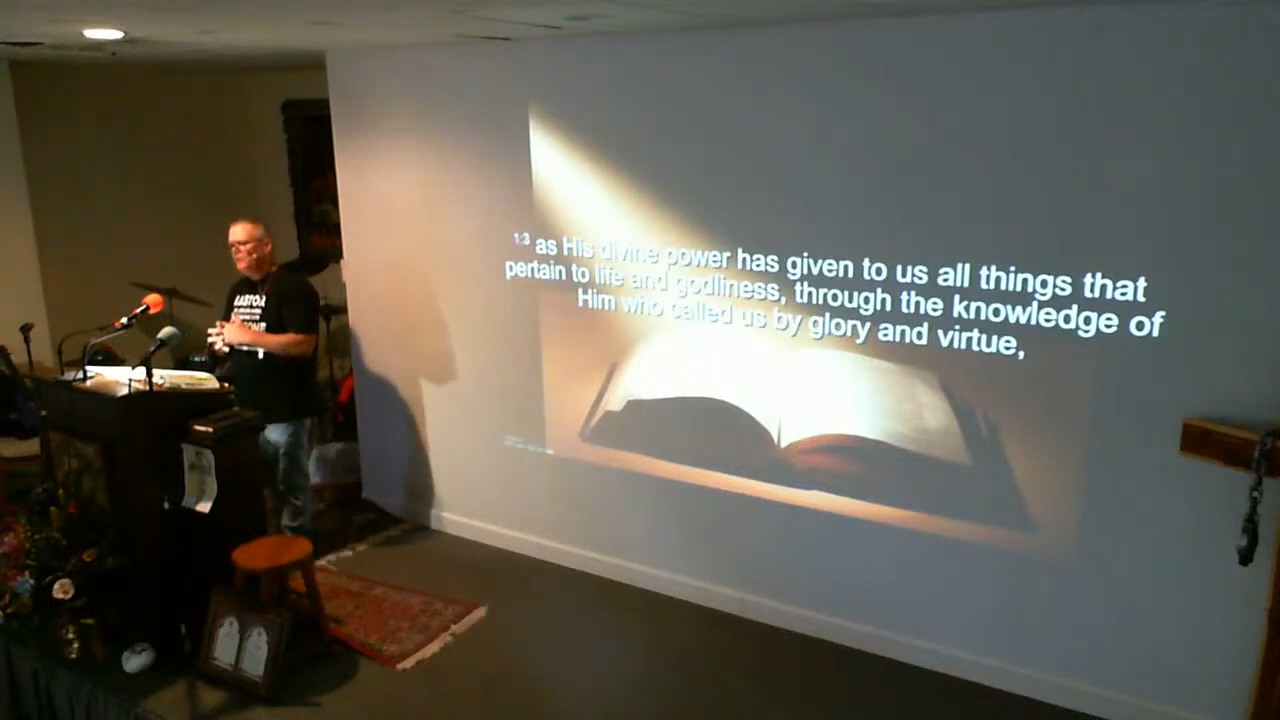 1:3 as His divine power has given to us all things that
pertain to life and godliness, through the knowledge of
Him who called us by glory and virtue,